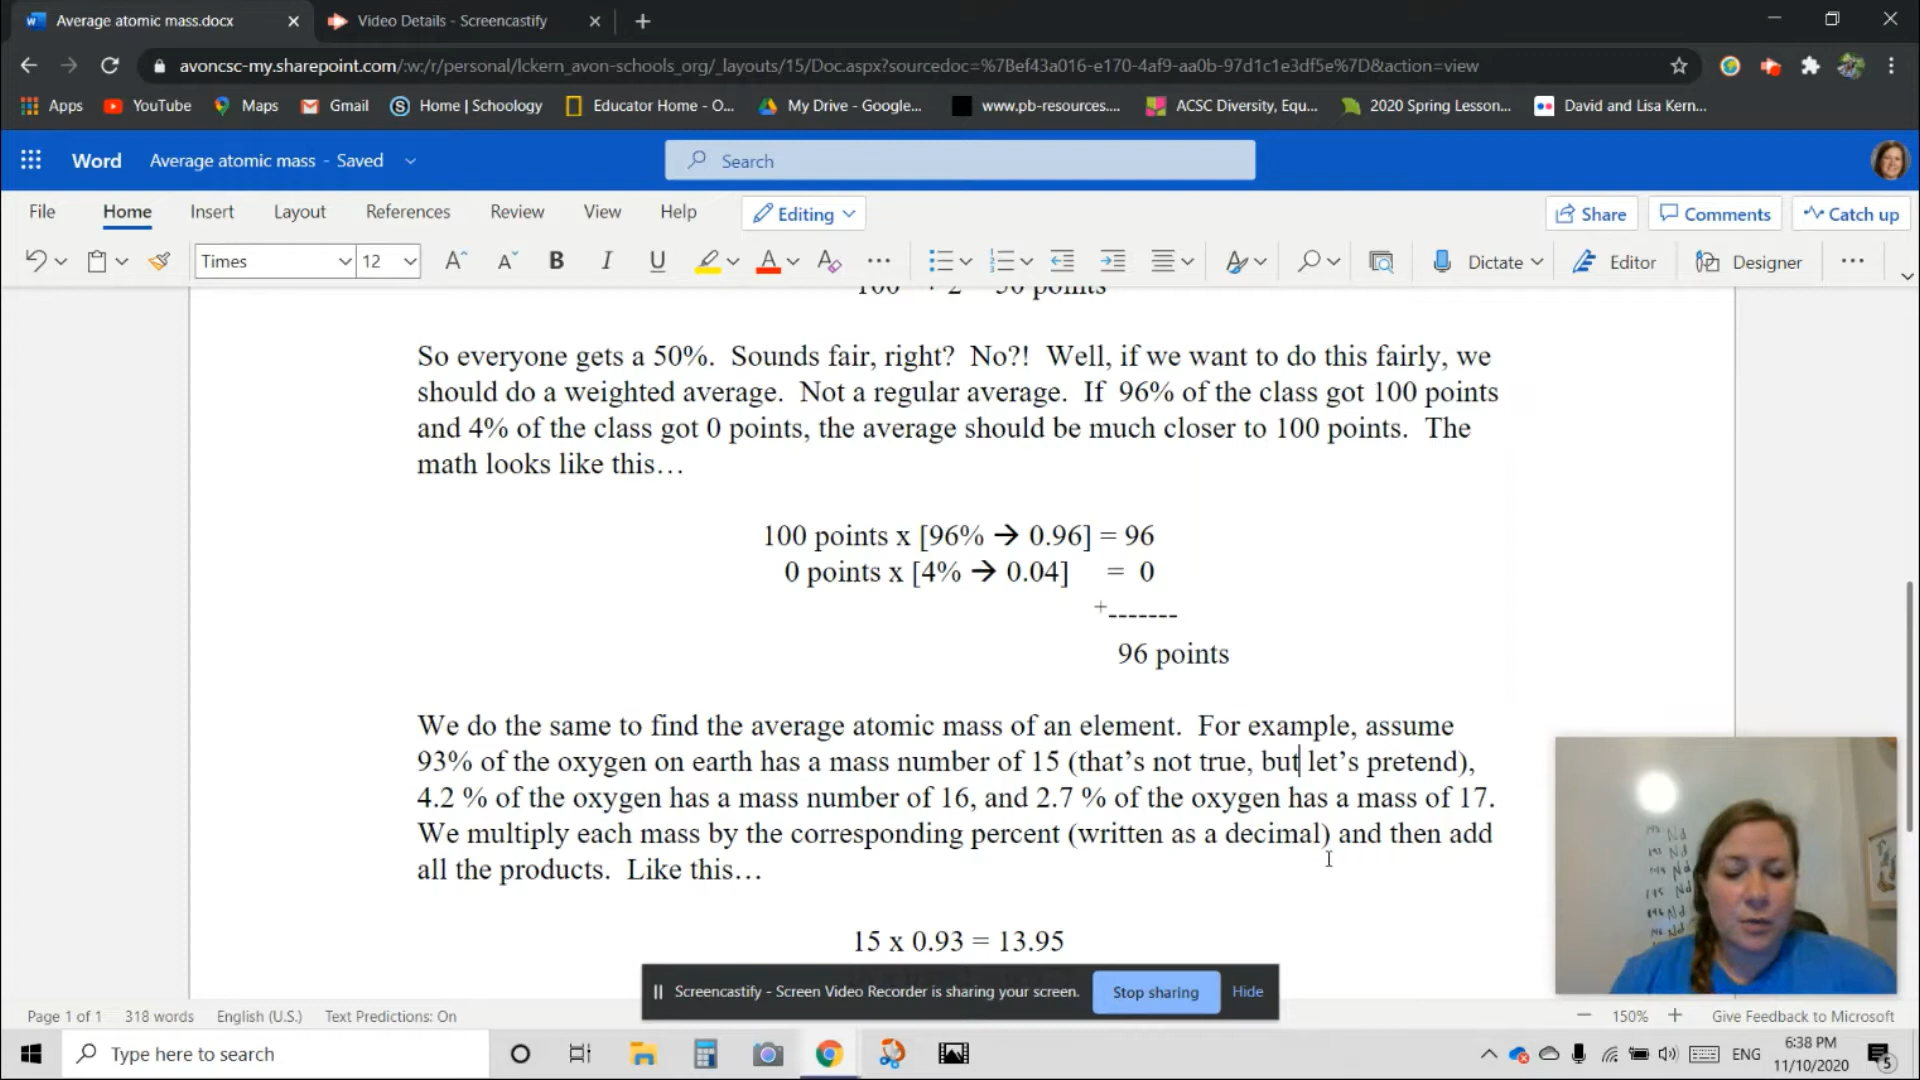 Average atomic mass.docx
Video Details - Screencastify
avoncsc-my.sharepoint.com/:w:/r/personal/lckern_avon-schools_org/_layouts/15/Doc.aspx?sourcedoc=%7Bef43a016-e170-4af9-aa0b-97d1c1e3df5e%7D&action=view
Apps YouTube Maps Gmail Home | Schoology Educator Home - O... My Drive - Google... www.pb-resources.... ACSC Diversity, Equ... 2020 Spring Lesson... David and Lisa Kern...
Word Average atomic mass - Saved Search
File Home Insert Layout References Review View Help Editing Share Comments Catch up
Times 12 B I U Dictate Editor Designer
So everyone gets a 50%. Sounds fair, right? No?! Well, if we want to do this fairly, we
should do a weighted average. Not a regular average. If 96% of the class got 100 points
and 4% of the class got 0 points, the average should be much closer to 100 points. The
math looks like this…
100 points x [96% → 0.96] = 96
0 points x [4% → 0.04] = 0
+-------
96 points
We do the same to find the average atomic mass of an element. For example, assume
93% of the oxygen on earth has a mass number of 15 (that’s not true, but let’s pretend),
4.2 % of the oxygen has a mass number of 16, and 2.7 % of the oxygen has a mass of 17.
We multiply each mass by the corresponding percent (written as a decimal) and then add
all the products. Like this…
15 x 0.93 = 13.95
Screencastify - Screen Video Recorder is sharing your screen. Stop sharing Hide
Page 1 of 1 318 words English (U.S.) Text Predictions: On 150% Give Feedback to Microsoft
Type here to search ENG 6:38 PM
11/10/2020 5